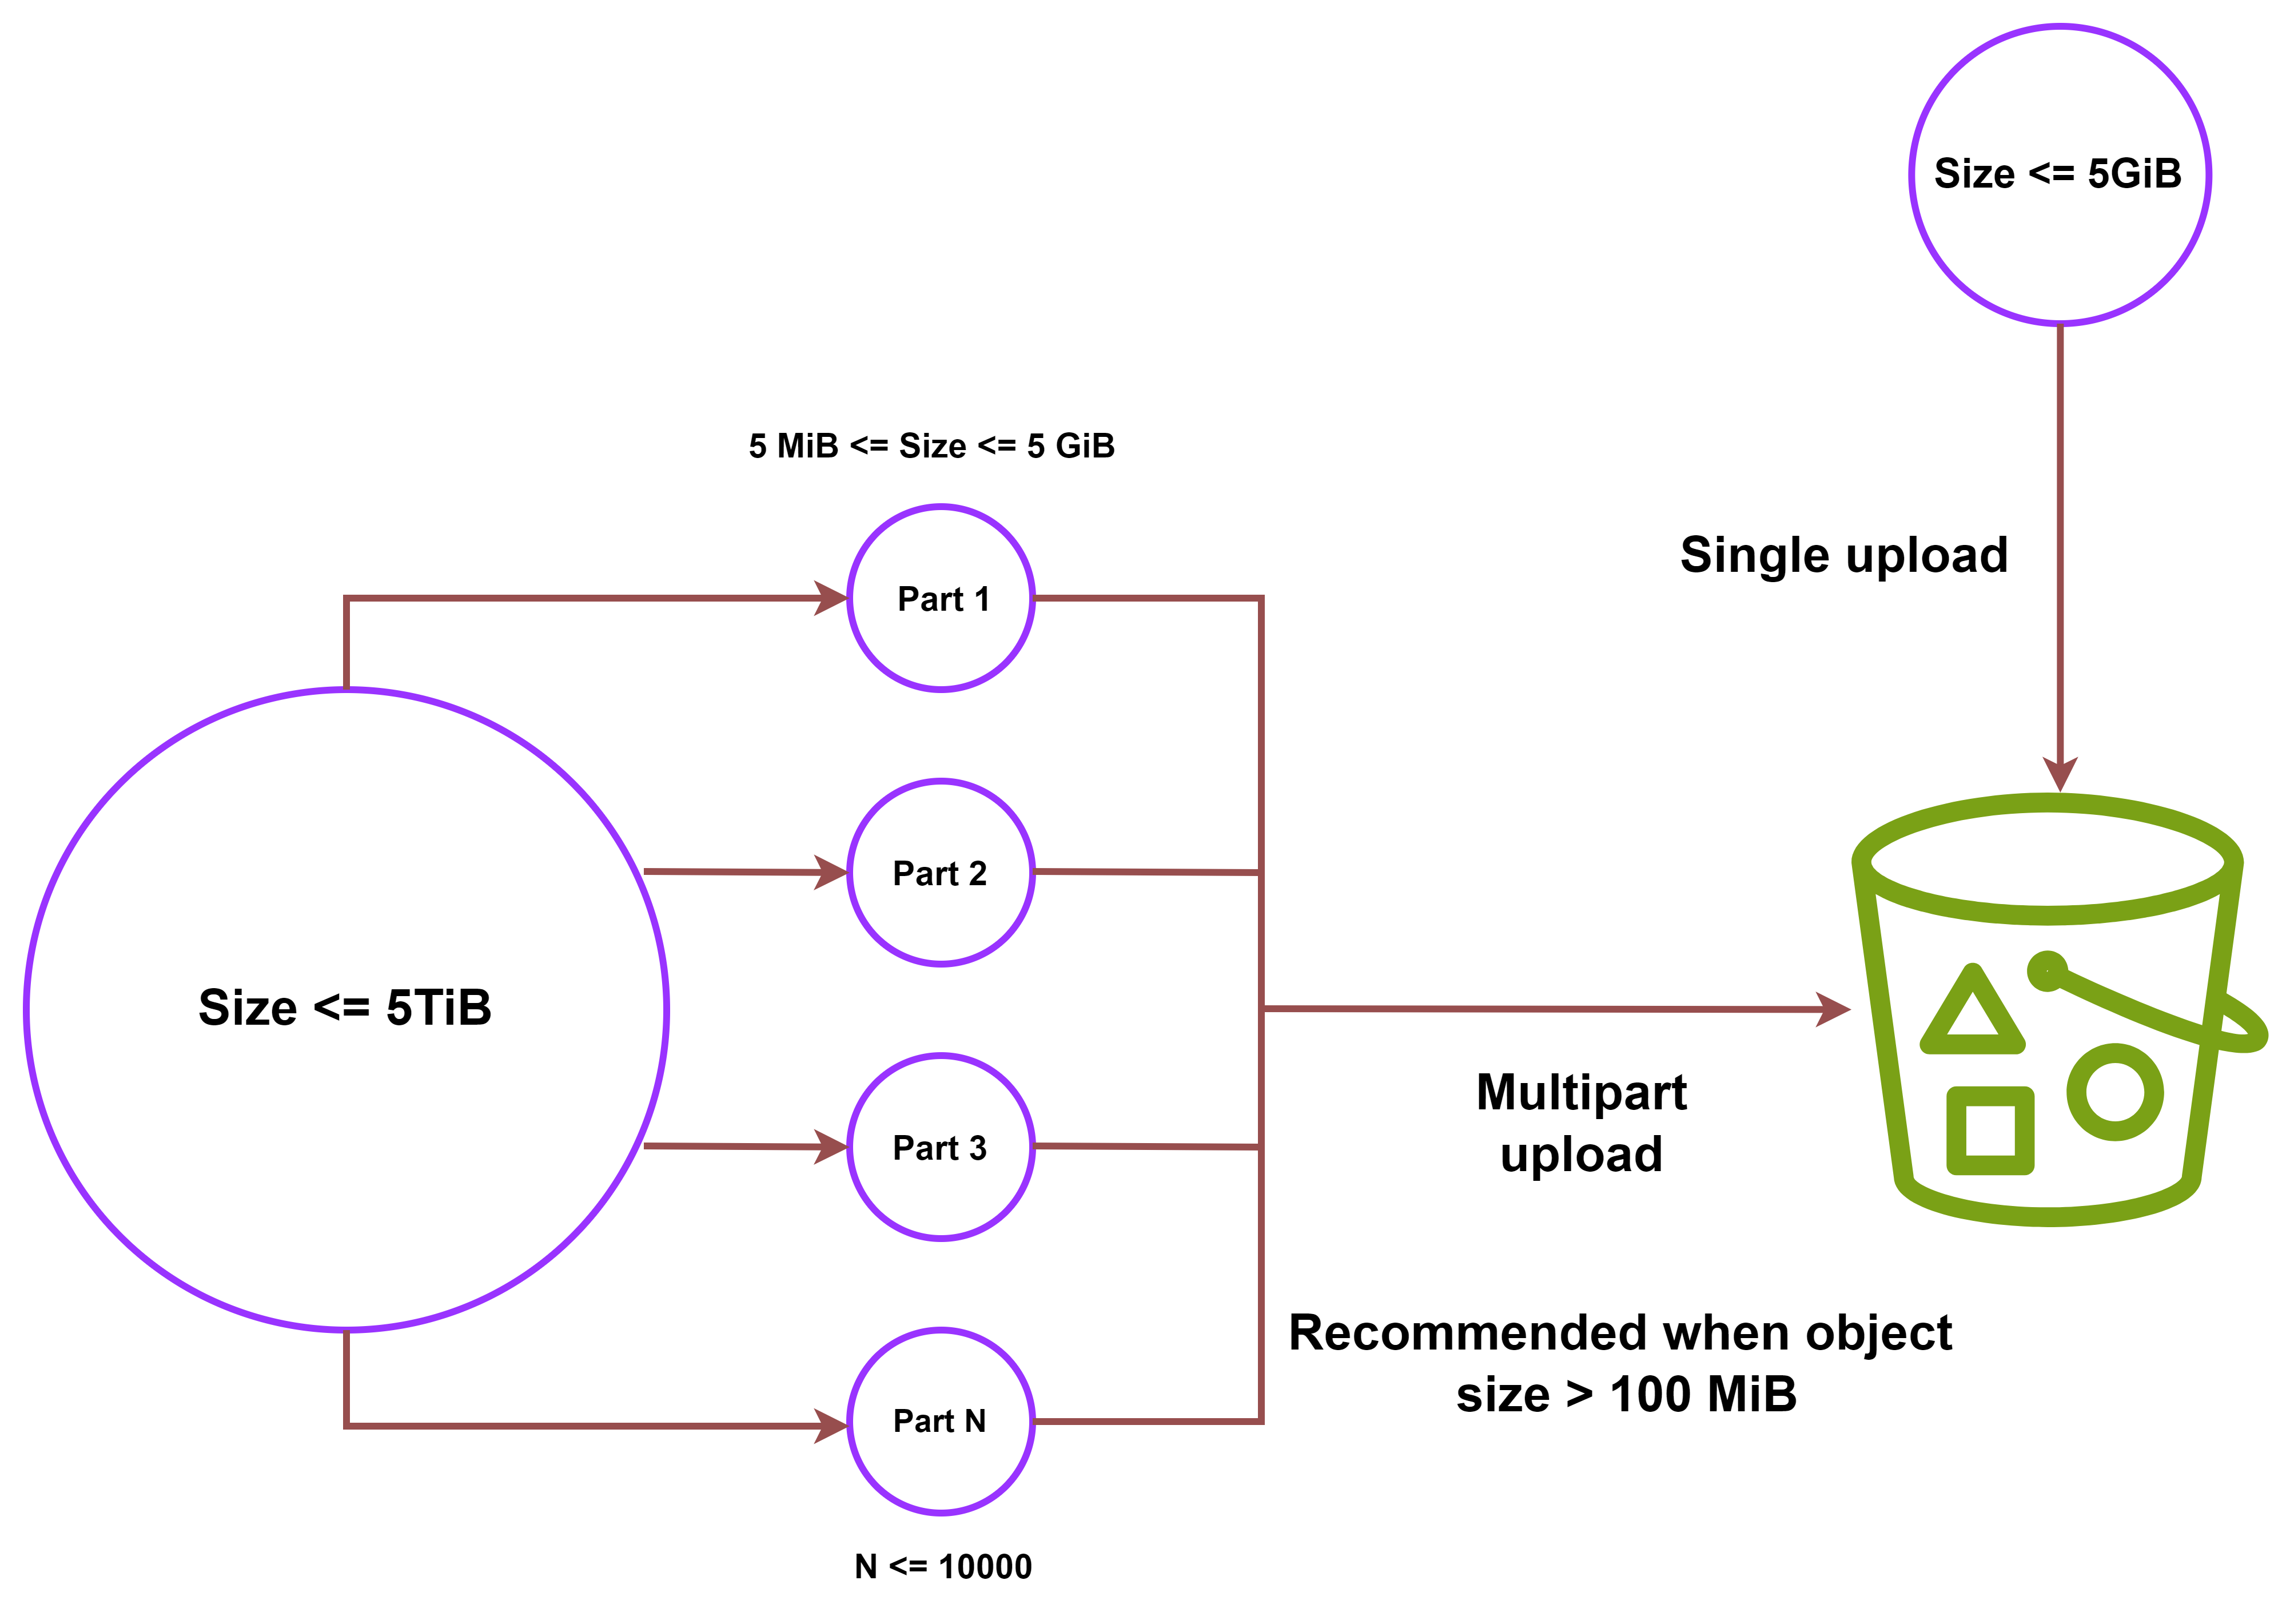 Size <= 5GiB
5 MiB <= Size <= 5 GiB
Single upload
Part 1
Part 2
Size <= 5TiB
Part 3
Multipart
upload
Recommended when object
size > 100 MiB
Part N
N <= 10000